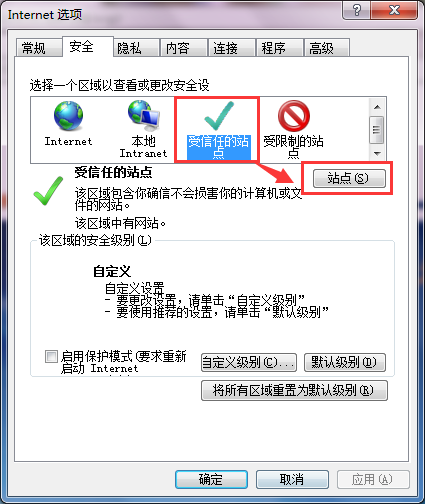 Internet 选项
常规 安全 隐私 内容 连接 程序 高级
选择一个区域以查看或更改安全设
Internet
本地
Intranet
受信任的站
点
受限制的站
点
受信任的站点
该区域包含你确信不会损害你的计算机或文
件的网站。
该区域中有网站。
站点(S)
该区域的安全级别(L)
自定义
自定义设置
- 要更改设置，请单击“自定义级别”
- 要使用推荐的设置，请单击“默认级别”
启用保护模式(要求重新
启动 Internet
自定义级别(C)... 默认级别(D)
将所有区域重置为默认级别(R)
确定 取消 应用(A)